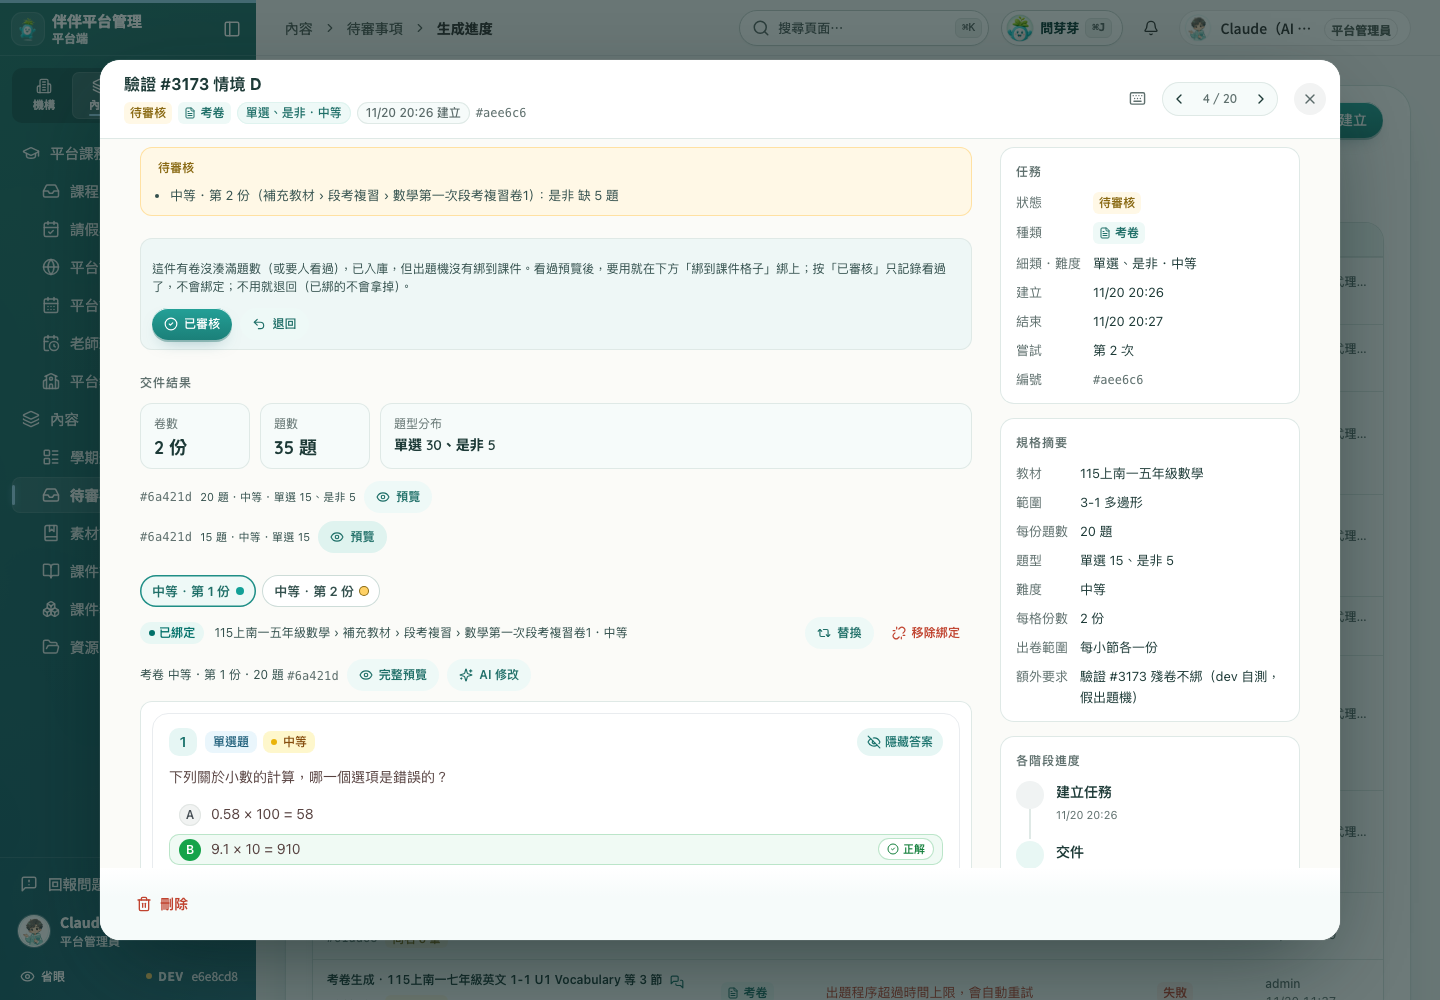 伴伴平台管理
平台端
內容 > 待審事項 > 生成進度
搜尋頁面…
⌘K
問芽芽
⌘J
Claude（AI …
平台管理員
機構
平台課務
課程
請假
平台
平台
老師
平台
內容
學期
待審
素材
課件
課件
資源
回報問題
Claud
平台管理員
省眼
DEV e6e8cd8
建立
驗證 #3173 情境 D
待審核
考卷
單選、是非 · 中等
11/20 20:26 建立
#aee6c6
4 / 20
待審核
• 中等 · 第 2 份（補充教材 › 段考複習 › 數學第一次段考複習卷1）：是非 缺 5 題
這件有卷沒湊滿題數（或要人看過），已入庫，但出題機沒有綁到課件。看過預覽後，要用就在下方「綁到課件格子」綁上；按「已審核」只記錄看過
了，不會綁定；不用就退回（已綁的不會拿掉）。
已審核
退回
交件結果
卷數
2 份
題數
35 題
題型分布
單選 30、是非 5
#6a421d 20 題 · 中等 · 單選 15、是非 5 預覽
#6a421d 15 題 · 中等 · 單選 15 預覽
中等 · 第 1 份
中等 · 第 2 份
已綁定 115上南一五年級數學 › 補充教材 › 段考複習 › 數學第一次段考複習卷1 · 中等
替換
移除綁定
考卷 中等 · 第 1 份 · 20 題 #6a421d
完整預覽
AI 修改
1 單選題 中等
隱藏答案
下列關於小數的計算，哪一個選項是錯誤的？
A 0.58 × 100 = 58
B 9.1 × 10 = 910
正解
刪除
任務
狀態 待審核
種類 考卷
細類 · 難度 單選、是非 · 中等
建立 11/20 20:26
結束 11/20 20:27
嘗試 第 2 次
編號 #aee6c6
規格摘要
教材 115上南一五年級數學
範圍 3-1 多邊形
每份題數 20 題
題型 單選 15、是非 5
難度 中等
每格份數 2 份
出卷範圍 每小節各一份
額外要求 驗證 #3173 殘卷不綁（dev 自測，
假出題機）
各階段進度
建立任務
11/20 20:26
交件
考卷生成 · 115上南一七年級英文 1-1 U1 Vocabulary 等 3 節
考卷
出題程序超過時間上限，會自動重試
失敗
admin